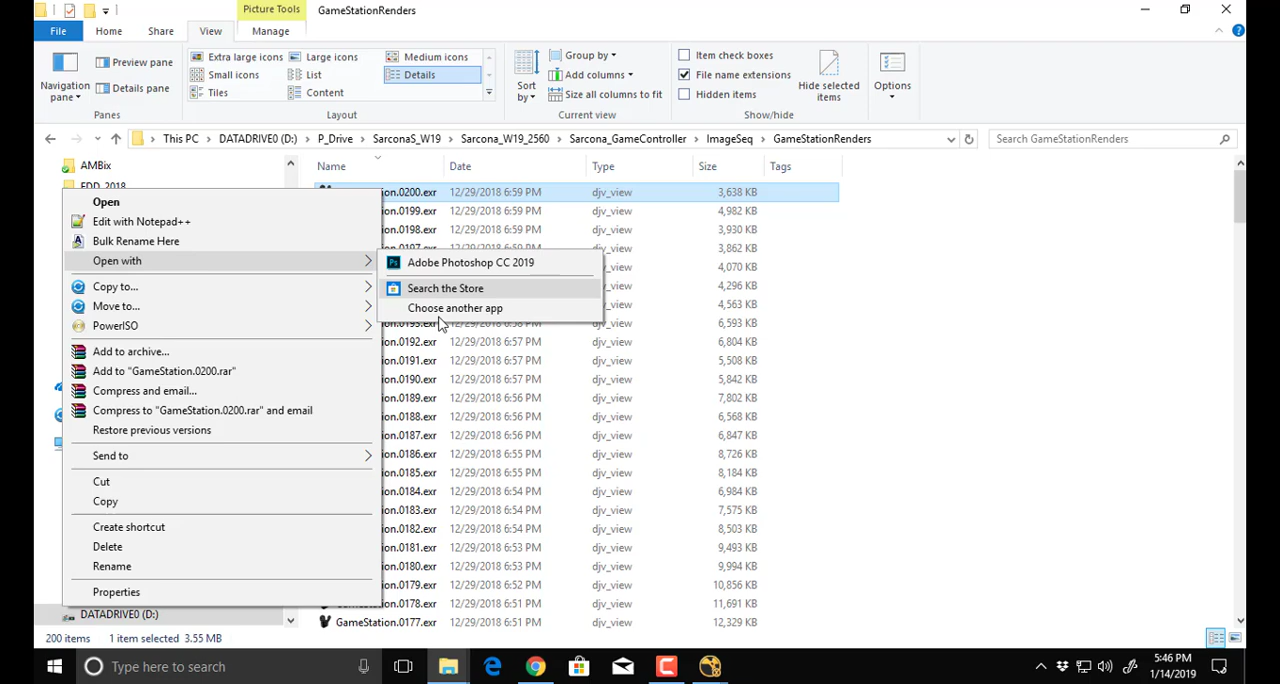 Picture Tools
GameStationRenders
File
Home
Share
View
Manage
Navigation pane
Preview pane
Details pane
Panes
Extra large icons
Large icons
Medium icons
Small icons
List
Details
Tiles
Content
Layout
Sort by
Group by
Add columns
Size all columns to fit
Current view
Item check boxes
File name extensions
Hidden items
Hide selected items
Show/hide
Options
This PC > DATADRIVE0 (D:) > P_Drive > SarconaS_W19 > Sarcona_W19_2560 > Sarcona_GameController > ImageSeq > GameStationRenders
Search GameStationRenders
AMBix
Name Date Type Size Tags
ion.0200.exr 12/29/2018 6:59 PM djv_view 3,638 KB
ion.0199.exr 12/29/2018 6:59 PM djv_view 4,982 KB
ion.0198.exr 12/29/2018 6:59 PM djv_view 3,930 KB
ion.0197.exr 12/29/2018 6:59 PM djv_view 3,862 KB
djv_view 4,070 KB
djv_view 4,296 KB
djv_view 4,563 KB
djv_view 6,593 KB
ion.0192.exr 12/29/2018 6:57 PM djv_view 6,804 KB
ion.0191.exr 12/29/2018 6:57 PM djv_view 5,508 KB
ion.0190.exr 12/29/2018 6:57 PM djv_view 5,842 KB
ion.0189.exr 12/29/2018 6:57 PM djv_view 7,802 KB
ion.0188.exr 12/29/2018 6:56 PM djv_view 6,568 KB
ion.0187.exr 12/29/2018 6:56 PM djv_view 6,847 KB
ion.0186.exr 12/29/2018 6:55 PM djv_view 8,726 KB
ion.0185.exr 12/29/2018 6:55 PM djv_view 8,184 KB
ion.0184.exr 12/29/2018 6:54 PM djv_view 6,984 KB
ion.0183.exr 12/29/2018 6:54 PM djv_view 7,575 KB
ion.0182.exr 12/29/2018 6:54 PM djv_view 8,503 KB
ion.0181.exr 12/29/2018 6:53 PM djv_view 9,493 KB
ion.0180.exr 12/29/2018 6:53 PM djv_view 9,994 KB
ion.0179.exr 12/29/2018 6:52 PM djv_view 10,856 KB
GameStation.0178.exr 12/29/2018 6:51 PM djv_view 11,691 KB
GameStation.0177.exr 12/29/2018 6:51 PM djv_view 12,329 KB
Open
Edit with Notepad++
Bulk Rename Here
Open with
Copy to...
Move to...
PowerISO
Add to archive...
Add to "GameStation.0200.rar"
Compress and email...
Compress to "GameStation.0200.rar" and email
Restore previous versions
Send to
Cut
Copy
Create shortcut
Delete
Rename
Properties
Adobe Photoshop CC 2019
Search the Store
Choose another app
DATADRIVE0 (D:)
200 items 1 item selected 3.55 MB
Type here to search
5:46 PM
1/14/2019